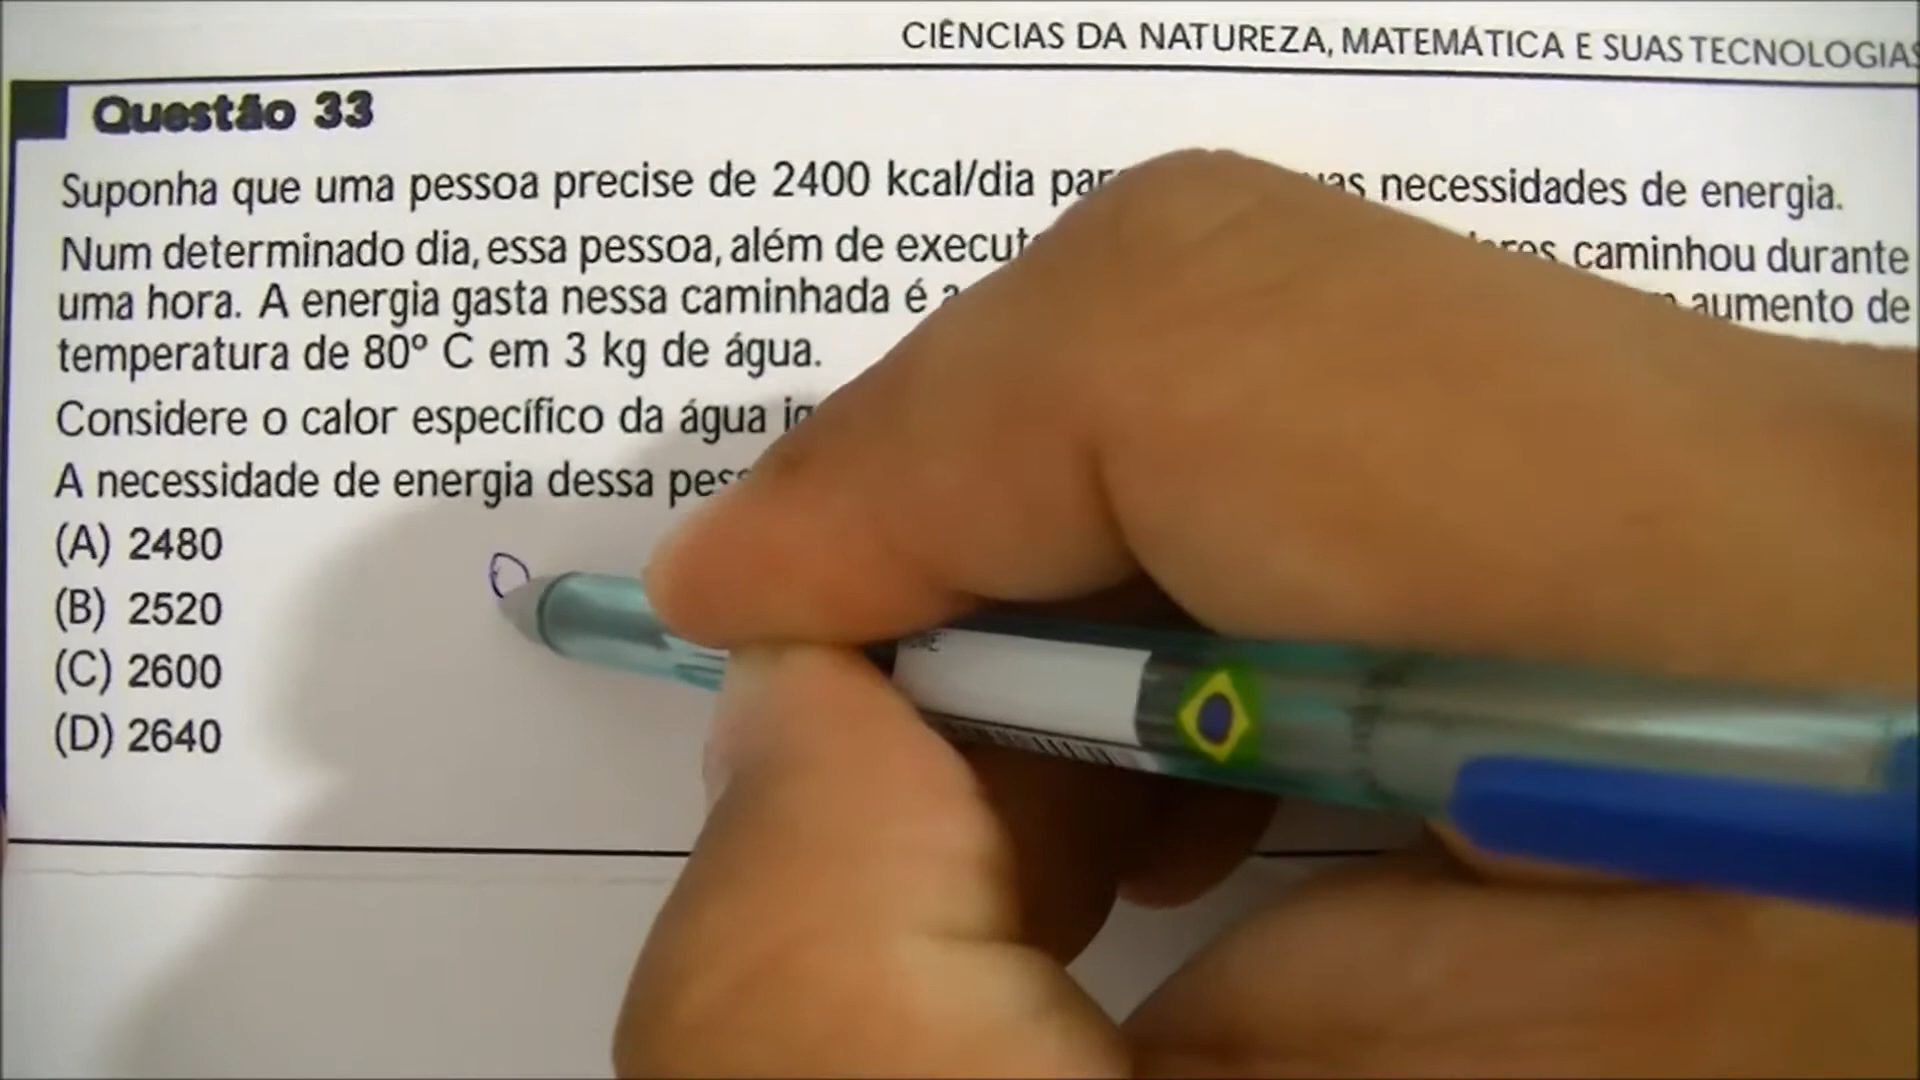 CIÊNCIAS DA NATUREZA, MATEMÁTICA E SUAS TECNOLOGIAS
Questão 33
Suponha que uma pessoa precise de 2400 kcal/dia necessidades de energia.
Num determinado dia, essa pessoa, além de caminhou durante
uma hora. A energia gasta nessa caminhada é aumento de
temperatura de 80º C em 3 kg de água.
Considere o calor específico da água
A necessidade de energia dessa
(A) 2480
(B) 2520
(C) 2600
(D) 2640